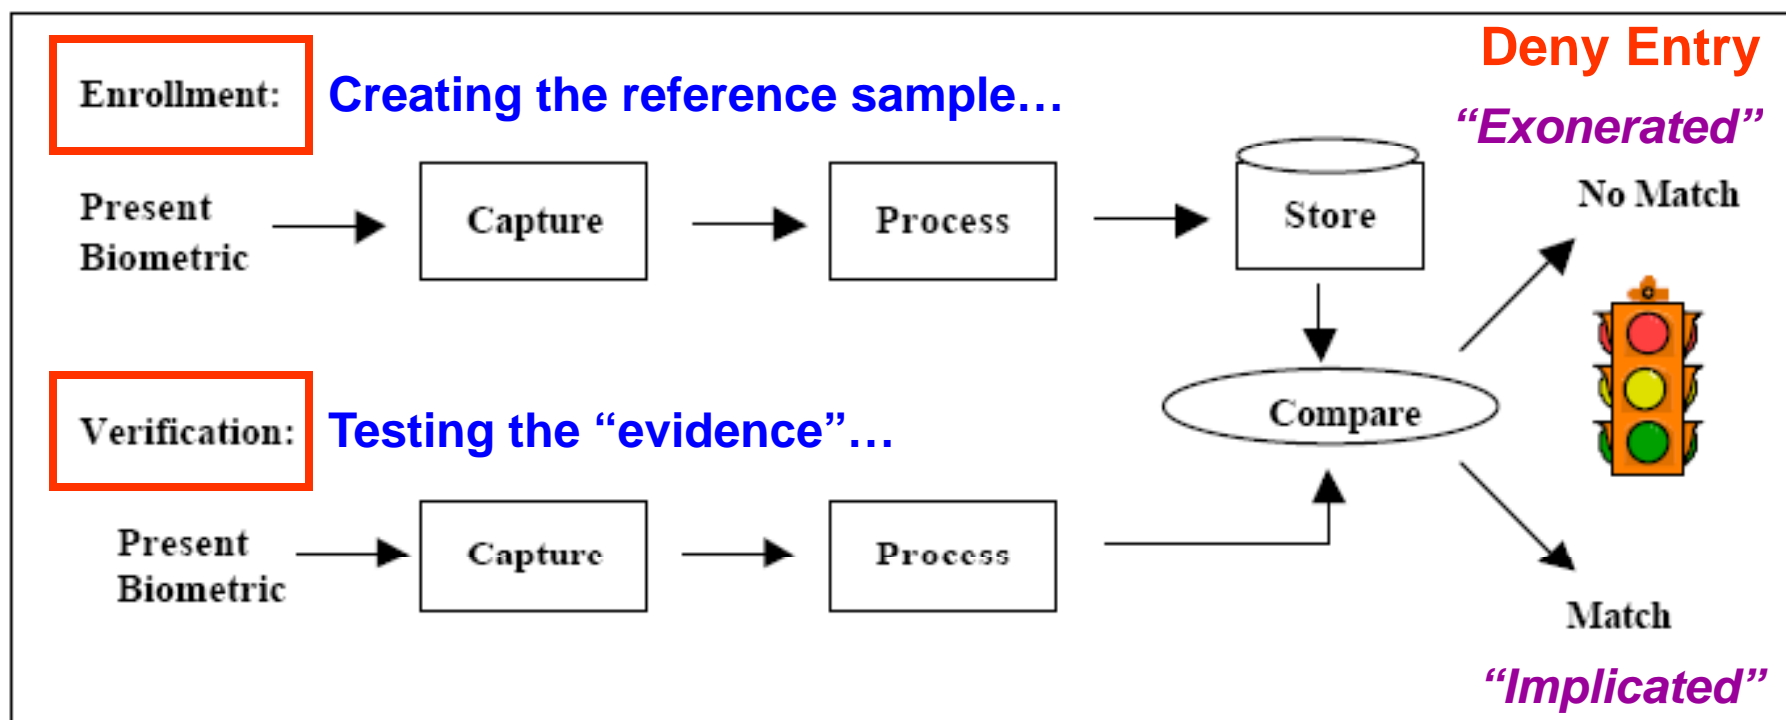 Deny Entry
Enrollment: Creating the reference sample…
“Exonerated”
Present
Biometric
Capture
Process
Store
No Match
Compare
Verification: Testing the “evidence”…
Present
Biometric
Capture
Process
Match
“Implicated”